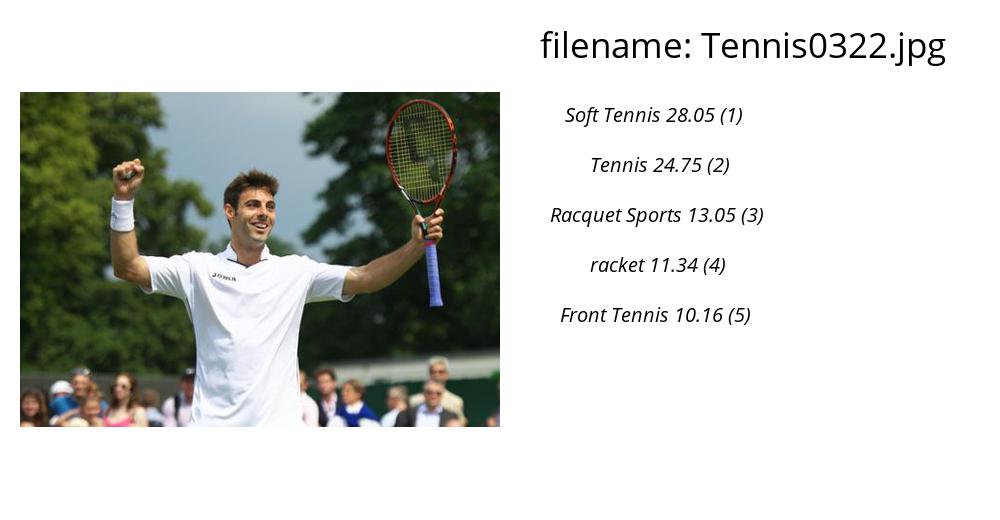 filename: Tennis0322.jpg
Soft Tennis 28.05 (1)
Tennis 24.75 (2)
Racquet Sports 13.05 (3)
racket 11.34 (4)
Front Tennis 10.16 (5)
Joma